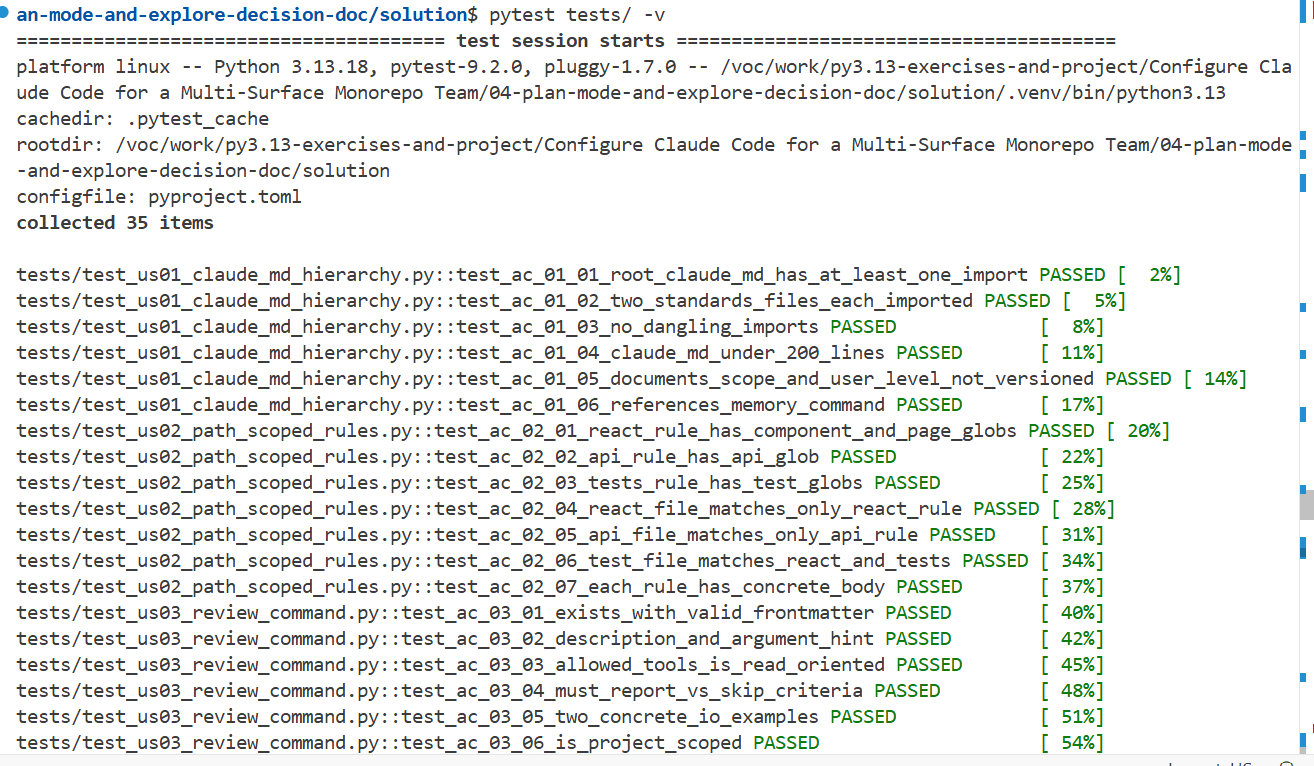 an-mode-and-explore-decision-doc/solution$ pytest tests/ -v
======================================= test session starts ========================================
platform linux -- Python 3.13.18, pytest-9.2.0, pluggy-1.7.0 -- /voc/work/py3.13-exercises-and-project/Configure Cla
ude Code for a Multi-Surface Monorepo Team/04-plan-mode-and-explore-decision-doc/solution/.venv/bin/python3.13
cachedir: .pytest_cache
rootdir: /voc/work/py3.13-exercises-and-project/Configure Claude Code for a Multi-Surface Monorepo Team/04-plan-mode
-and-explore-decision-doc/solution
configfile: pyproject.toml
collected 35 items

tests/test_us01_claude_md_hierarchy.py::test_ac_01_01_root_claude_md_has_at_least_one_import PASSED [  2%]
tests/test_us01_claude_md_hierarchy.py::test_ac_01_02_two_standards_files_each_imported PASSED [  5%]
tests/test_us01_claude_md_hierarchy.py::test_ac_01_03_no_dangling_imports PASSED             [  8%]
tests/test_us01_claude_md_hierarchy.py::test_ac_01_04_claude_md_under_200_lines PASSED       [ 11%]
tests/test_us01_claude_md_hierarchy.py::test_ac_01_05_documents_scope_and_user_level_not_versioned PASSED [ 14%]
tests/test_us01_claude_md_hierarchy.py::test_ac_01_06_references_memory_command PASSED       [ 17%]
tests/test_us02_path_scoped_rules.py::test_ac_02_01_react_rule_has_component_and_page_globs PASSED [ 20%]
tests/test_us02_path_scoped_rules.py::test_ac_02_02_api_rule_has_api_glob PASSED             [ 22%]
tests/test_us02_path_scoped_rules.py::test_ac_02_03_tests_rule_has_test_globs PASSED         [ 25%]
tests/test_us02_path_scoped_rules.py::test_ac_02_04_react_file_matches_only_react_rule PASSED [ 28%]
tests/test_us02_path_scoped_rules.py::test_ac_02_05_api_file_matches_only_api_rule PASSED    [ 31%]
tests/test_us02_path_scoped_rules.py::test_ac_02_06_test_file_matches_react_and_tests PASSED [ 34%]
tests/test_us02_path_scoped_rules.py::test_ac_02_07_each_rule_has_concrete_body PASSED       [ 37%]
tests/test_us03_review_command.py::test_ac_03_01_exists_with_valid_frontmatter PASSED        [ 40%]
tests/test_us03_review_command.py::test_ac_03_02_description_and_argument_hint PASSED        [ 42%]
tests/test_us03_review_command.py::test_ac_03_03_allowed_tools_is_read_oriented PASSED       [ 45%]
tests/test_us03_review_command.py::test_ac_03_04_must_report_vs_skip_criteria PASSED         [ 48%]
tests/test_us03_review_command.py::test_ac_03_05_two_concrete_io_examples PASSED             [ 51%]
tests/test_us03_review_command.py::test_ac_03_06_is_project_scoped PASSED                    [ 54%]